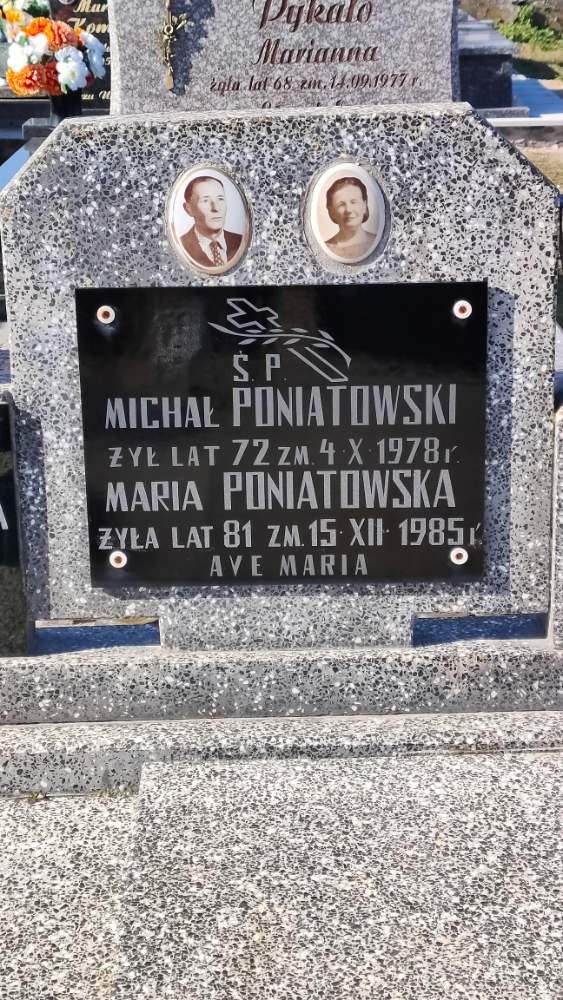 Pykało
Marianna
żyła lat 68 zm. 14.09.1977 r.
Ś. P.
MICHAŁ PONIATOWSKI
ŻYŁ LAT 72 ZM. 4·X·1978 r.
MARIA PONIATOWSKA
ŻYŁA LAT 81 ZM. 15·XII·1985 r.
AVE MARIA